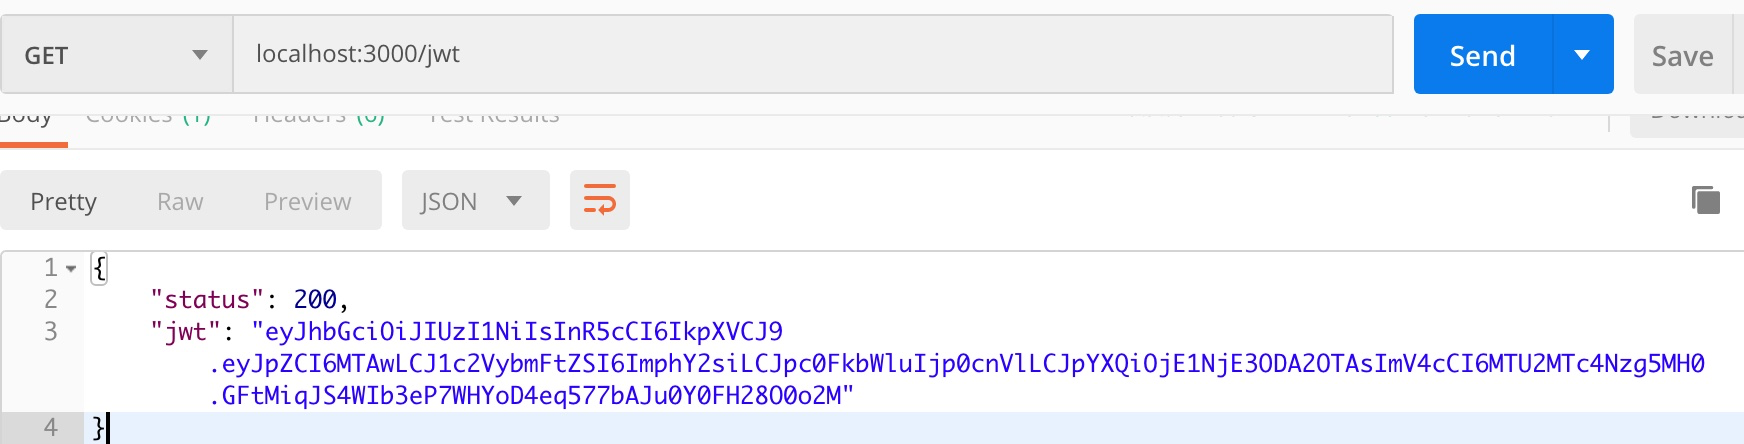 GET localhost:3000/jwt Send Save
Body Cookies (1) Headers (6) Test Results
Pretty Raw Preview JSON
1 {
2 "status": 200,
3 "jwt": "eyJhbGciOiJIUzI1NiIsInR5cCI6IkpXVCJ9
.eyJpZCI6MTAwLCJ1c2VybmFtZSI6ImphY2siLCJpc0FkbWluIjp0cnVlLCJpYXQiOjE1NjE3ODA2OTAsImV4cCI6MTU2MTc4Nzg5MH0
.GFtMiqJS4WIb3eP7WHYoD4eq577bAJu0Y0FH28O0o2M"
4 }